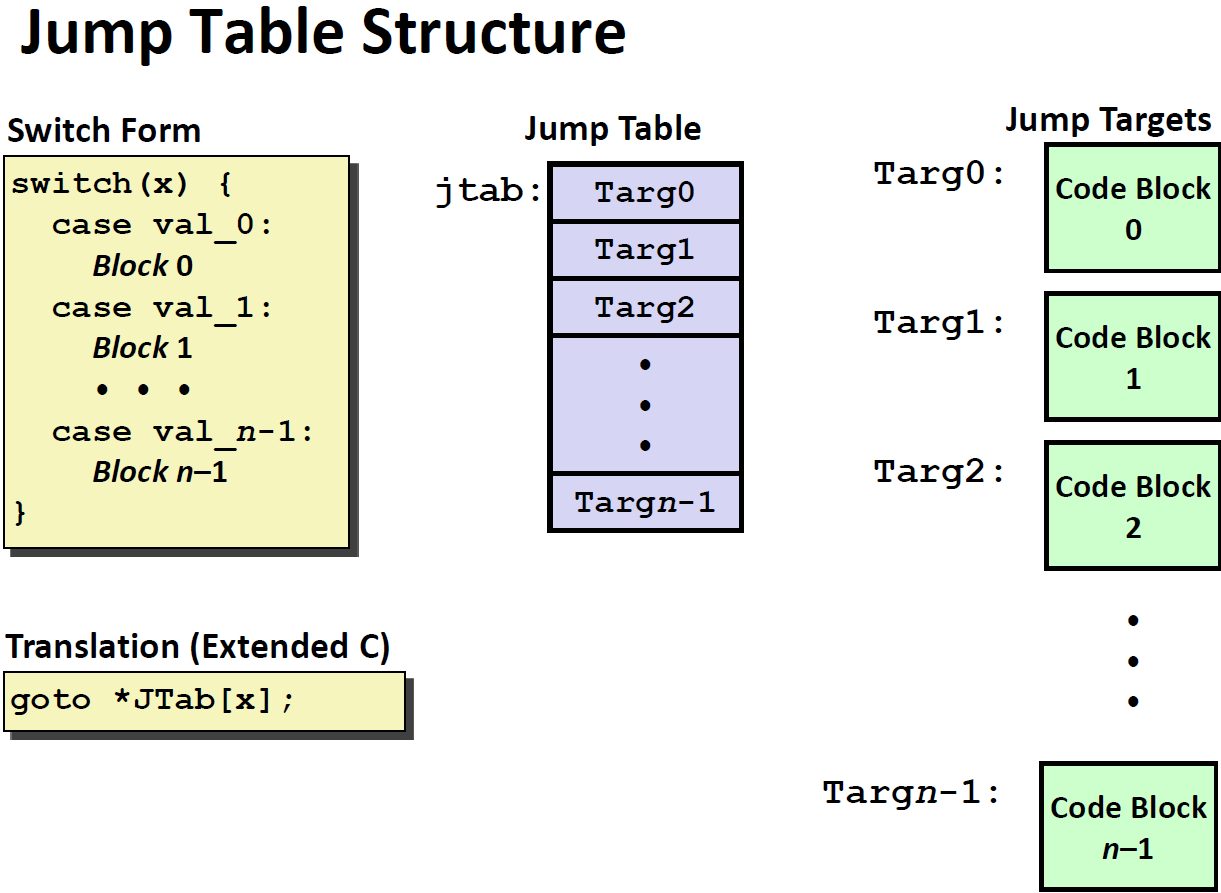 Jump Table Structure
Switch Form
switch(x) {
case val_0:
Block 0
case val_1:
Block 1
• • •
case val_n-1:
Block n–1
}
Translation (Extended C)
goto *JTab[x];
Jump Table
jtab:
Targ0
Targ1
Targ2
•
•
•
Targn-1
Jump Targets
Targ0:
Code Block
0
Targ1:
Code Block
1
Targ2:
Code Block
2
•
•
•
Targn-1:
Code Block
n–1